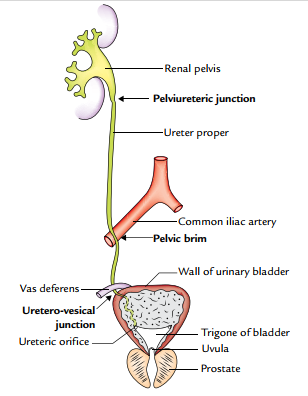 Renal pelvis
Pelviureteric junction
Ureter proper
Common iliac artery
Pelvic brim
Wall of urinary bladder
Vas deferens
Uretero-vesical
junction
Ureteric orifice
Trigone of bladder
Uvula
Prostate